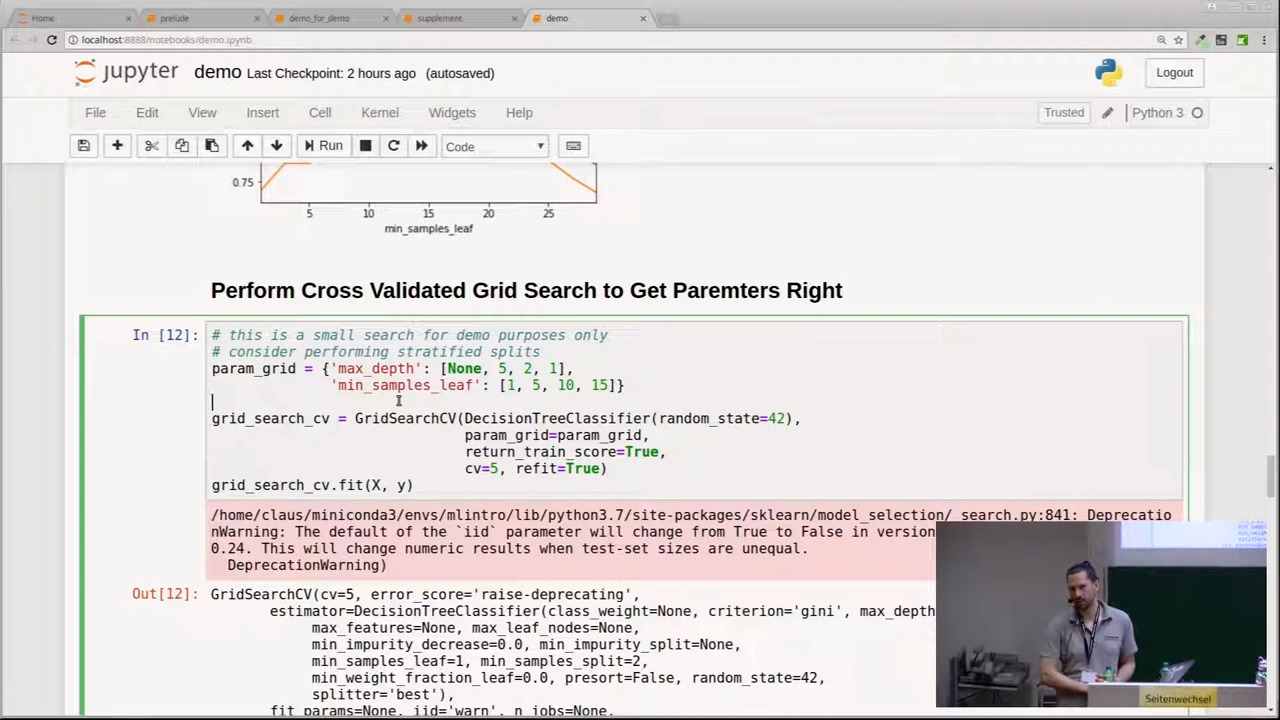 Home
prelude
demo_for_demo
supplement
demo
localhost:8888/notebooks/demo.ipynb
jupyter demo Last Checkpoint: 2 hours ago (autosaved)
Logout
File Edit View Insert Cell Kernel Widgets Help
Trusted Python 3
Run Code
0.75
5 10 15 20 25
min_samples_leaf
Perform Cross Validated Grid Search to Get Paremters Right
In [12]:
# this is a small search for demo purposes only
# consider performing stratified splits
param_grid = {'max_depth': [None, 5, 2, 1],
'min_samples_leaf': [1, 5, 10, 15]}
grid_search_cv = GridSearchCV(DecisionTreeClassifier(random_state=42),
param_grid=param_grid,
return_train_score=True,
cv=5, refit=True)
grid_search_cv.fit(X, y)
/home/claus/miniconda3/envs/mlintro/lib/python3.7/site-packages/sklearn/model_selection/_search.py:841: Deprecatio
nWarning: The default of the `iid` parameter will change from True to False in version
0.24. This will change numeric results when test-set sizes are unequal.
DeprecationWarning)
Out[12]:
GridSearchCV(cv=5, error_score='raise-deprecating',
estimator=DecisionTreeClassifier(class_weight=None, criterion='gini', max_depth
max_features=None, max_leaf_nodes=None,
min_impurity_decrease=0.0, min_impurity_split=None,
min_samples_leaf=1, min_samples_split=2,
min_weight_fraction_leaf=0.0, presort=False, random_state=42,
splitter='best'),
fit_params=None, iid='warn', n_jobs=None,
Seitenwechsel